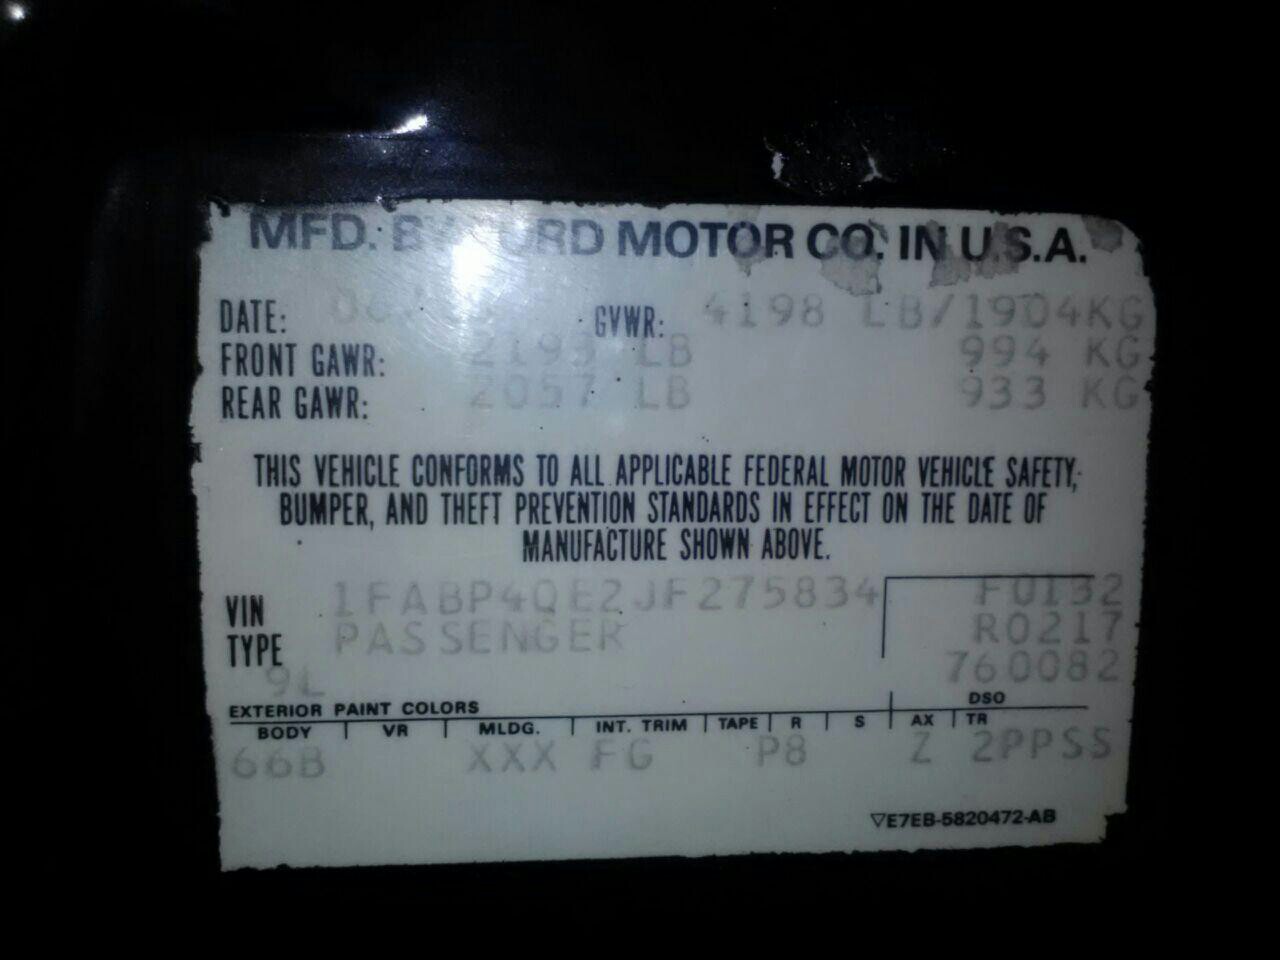 MFD. BY FORD MOTOR CO. IN U.S.A.
DATE: GVWR: 4198 LB/1904KG
FRONT GAWR: 2193 LB 994 KG
REAR GAWR: 2057 LB 933 KG
THIS VEHICLE CONFORMS TO ALL APPLICABLE FEDERAL MOTOR VEHICLE SAFETY,
BUMPER, AND THEFT PREVENTION STANDARDS IN EFFECT ON THE DATE OF
MANUFACTURE SHOWN ABOVE.
VIN 1FABP40E2JF275834 F0132
TYPE PASSENGER R0217
9L 760082
EXTERIOR PAINT COLORS DSO
BODY VR MLDG. INT. TRIM TAPE R S AX TR
66B XXX FG P8 Z 2PPSS
▽E7EB-5820472-AB